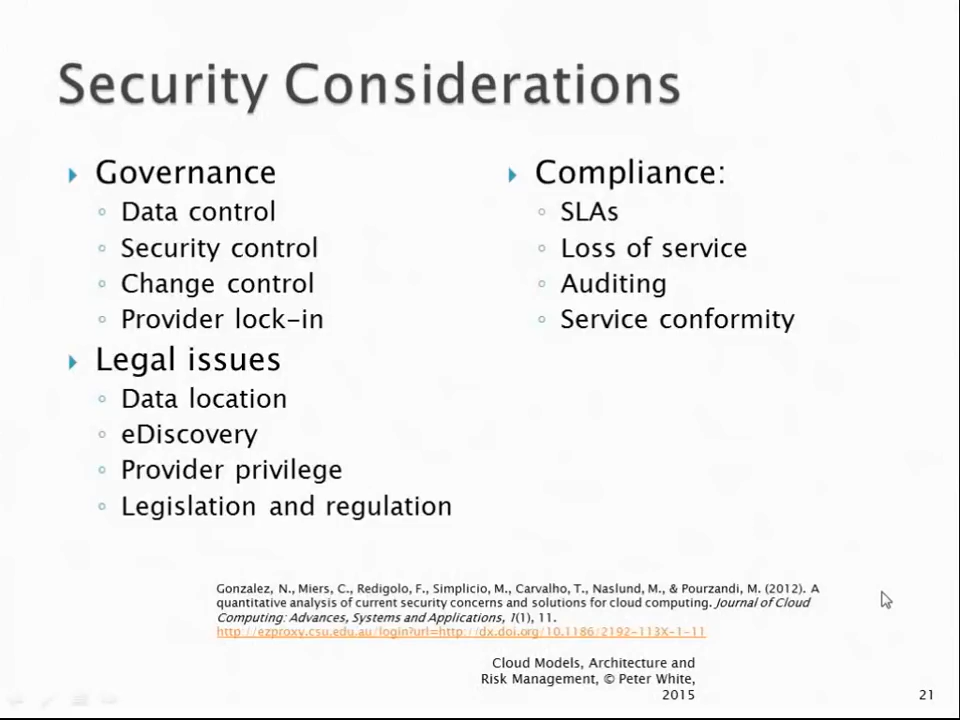 Security Considerations
Governance
Data control
Security control
Change control
Provider lock-in
Legal issues
Data location
eDiscovery
Provider privilege
Legislation and regulation
Compliance:
SLAs
Loss of service
Auditing
Service conformity
Gonzalez, N., Miers, C., Redigolo, F., Simplicio, M., Carvalho, T., Naslund, M., & Pourzandi, M. (2012). A
quantitative analysis of current security concerns and solutions for cloud computing. Journal of Cloud
Computing: Advances, Systems and Applications, 1(1), 11.
http://ezproxy.csu.edu.au/login?url=http://dx.doi.org/10.1186/2192-113X-1-11
Cloud Models, Architecture and
Risk Management, © Peter White,
2015
21